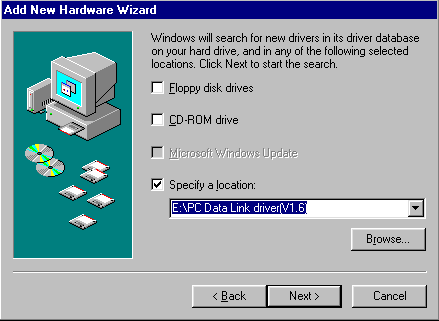 Add New Hardware Wizard
Windows will search for new drivers in its driver database
on your hard drive, and in any of the following selected
locations. Click Next to start the search.
Floppy disk drives
CD-ROM drive
Microsoft Windows Update
Specify a location:
E:\PC Data Link driver(V1.6)
Browse...
< Back
Next >
Cancel